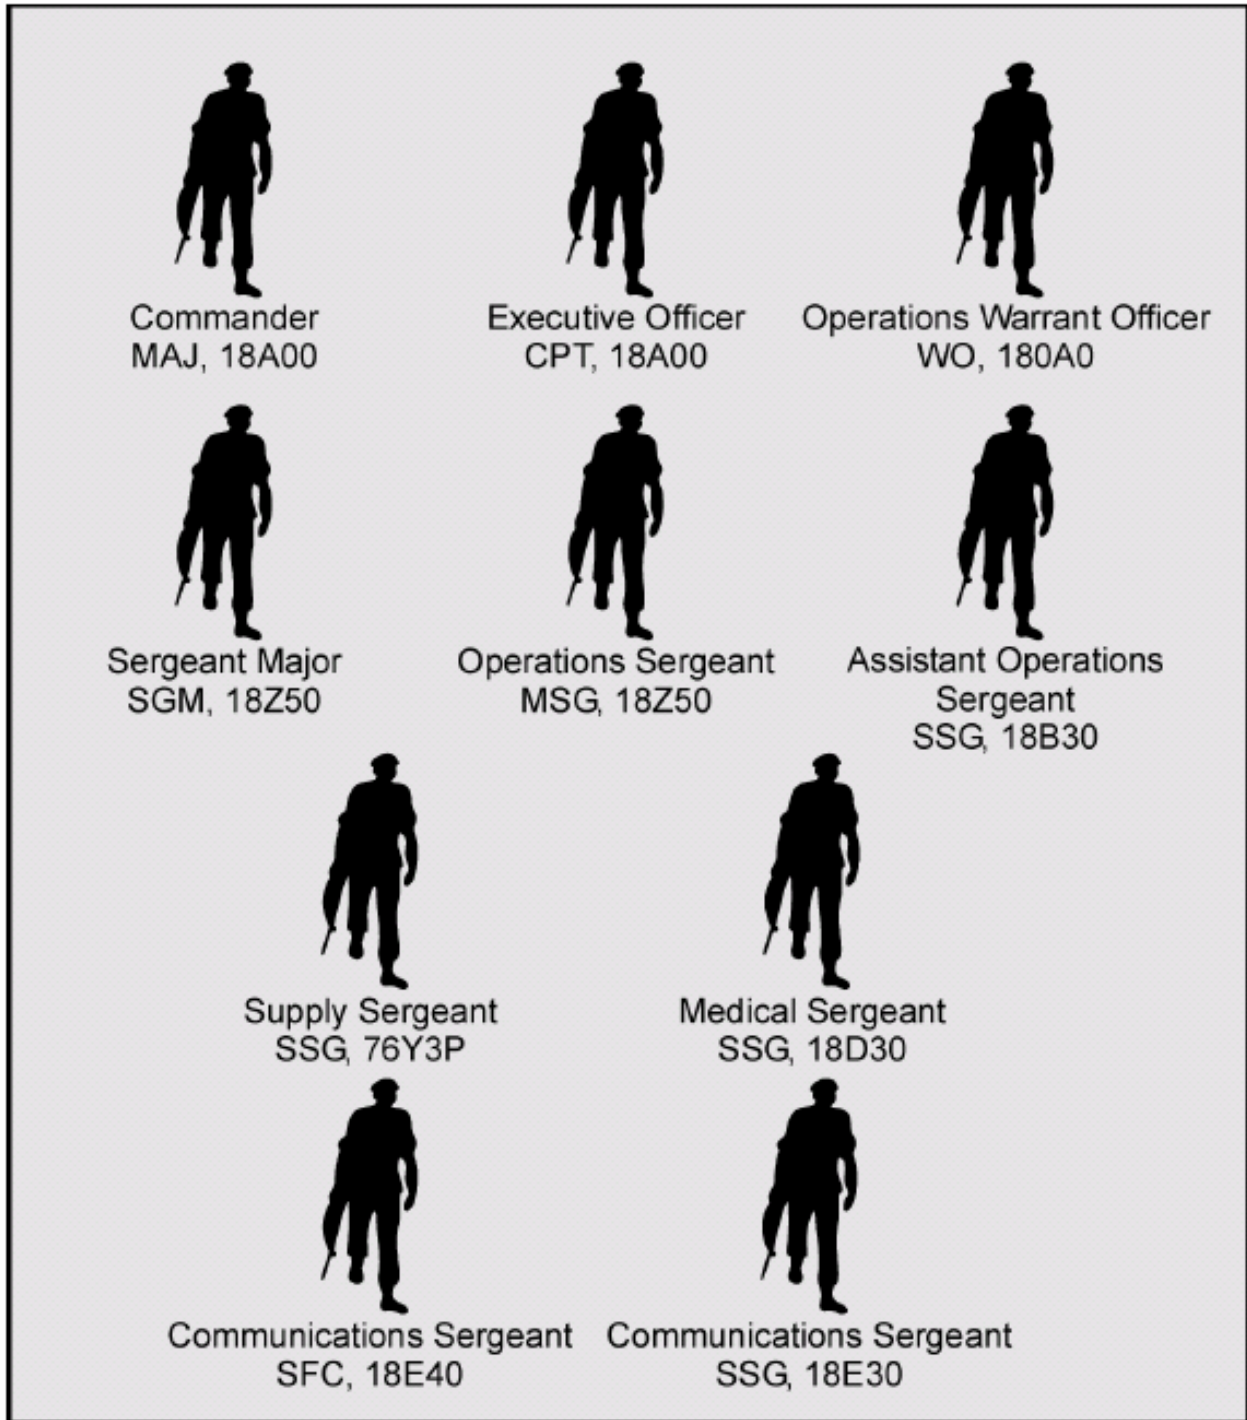 Commander
MAJ, 18A00
Executive Officer
CPT, 18A00
Operations Warrant Officer
WO, 180A0
Sergeant Major
SGM, 18Z50
Operations Sergeant
MSG, 18Z50
Assistant Operations
Sergeant
SSG, 18B30
Supply Sergeant
SSG, 76Y3P
Medical Sergeant
SSG, 18D30
Communications Sergeant
SFC, 18E40
Communications Sergeant
SSG, 18E30